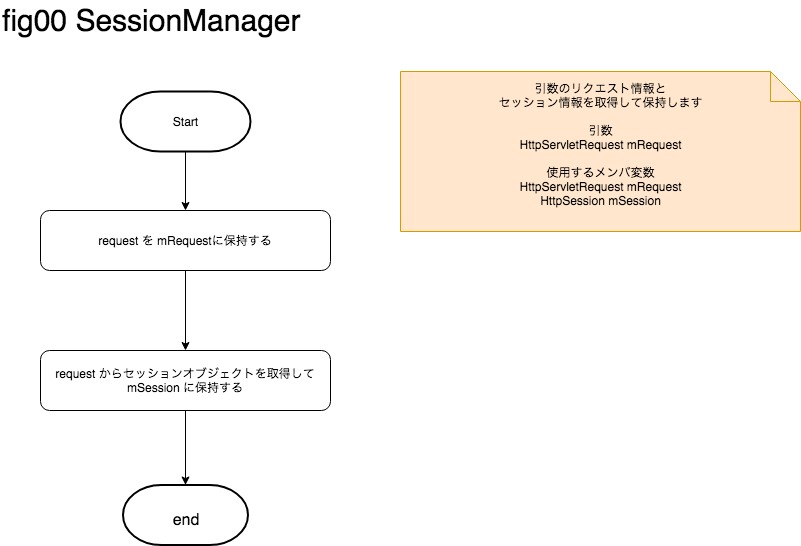 fig00 SessionManager
Start
request を mRequestに保持する
request からセッションオブジェクトを取得して
mSession に保持する
end
引数のリクエスト情報と
セッション情報を取得して保持します
引数
HttpServletRequest mRequest
使用するメンバ変数
HttpServletRequest mRequest
HttpSession mSession